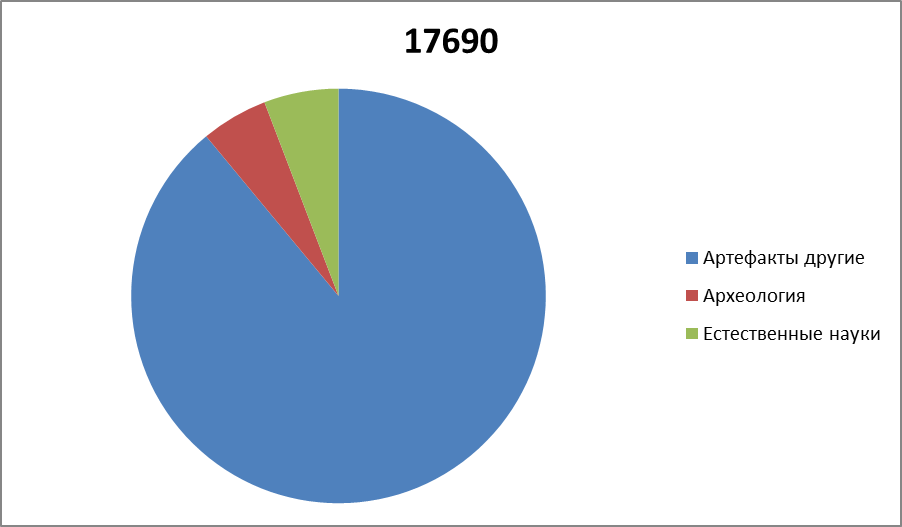 17690
Артефакты другие
Археология
Естественные науки